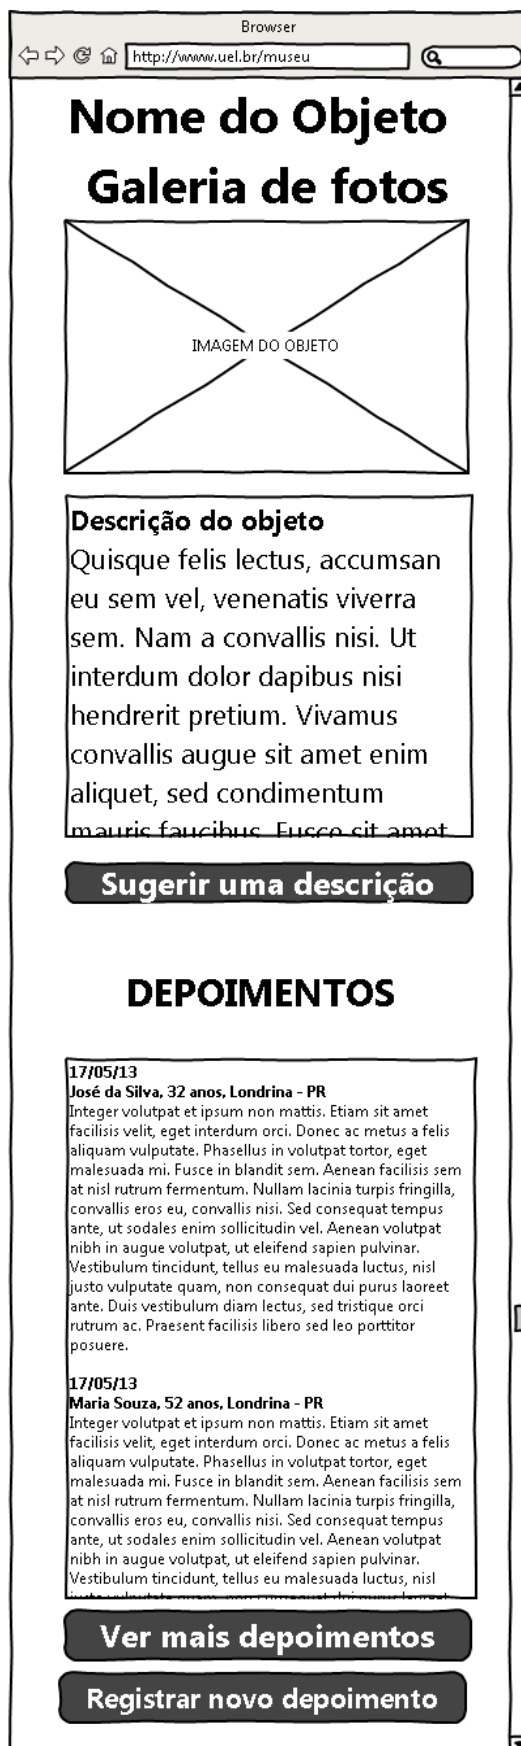 Browser
http://www.uel.br/museu
Nome do Objeto
Galeria de fotos
IMAGEM DO OBJETO
Descrição do objeto
Quisque felis lectus, accumsan
eu sem vel, venenatis viverra
sem. Nam a convallis nisi. Ut
interdum dolor dapibus nisi
hendrerit pretium. Vivamus
convallis augue sit amet enim
aliquet, sed condimentum
mauris faucibus. Fusce sit amet
Sugerir uma descrição
DEPOIMENTOS
17/05/13
José da Silva, 32 anos, Londrina - PR
Integer volutpat et ipsum non mattis. Etiam sit amet
facilisis velit, eget interdum orci. Donec ac metus a felis
aliquam vulputate. Phasellus in volutpat tortor, eget
malesuada mi. Fusce in blandit sem. Aenean facilisis sem
at nisl rutrum fermentum. Nullam lacinia turpis fringilla,
convallis eros eu, convallis nisi. Sed consequat tempus
ante, ut sodales enim sollicitudin vel. Aenean volutpat
nibh in augue volutpat, ut eleifend sapien pulvinar.
Vestibulum tincidunt, tellus eu malesuada luctus, nisl
justo vulputate quam, non consequat dui purus laoreet
ante. Duis vestibulum diam lectus, sed tristique orci
rutrum ac. Praesent facilisis libero sed leo porttitor
posuere.
17/05/13
Maria Souza, 52 anos, Londrina - PR
Integer volutpat et ipsum non mattis. Etiam sit amet
facilisis velit, eget interdum orci. Donec ac metus a felis
aliquam vulputate. Phasellus in volutpat tortor, eget
malesuada mi. Fusce in blandit sem. Aenean facilisis sem
at nisl rutrum fermentum. Nullam lacinia turpis fringilla,
convallis eros eu, convallis nisi. Sed consequat tempus
ante, ut sodales enim sollicitudin vel. Aenean volutpat
nibh in augue volutpat, ut eleifend sapien pulvinar.
Vestibulum tincidunt, tellus eu malesuada luctus, nisl
Ver mais depoimentos
Registrar novo depoimento